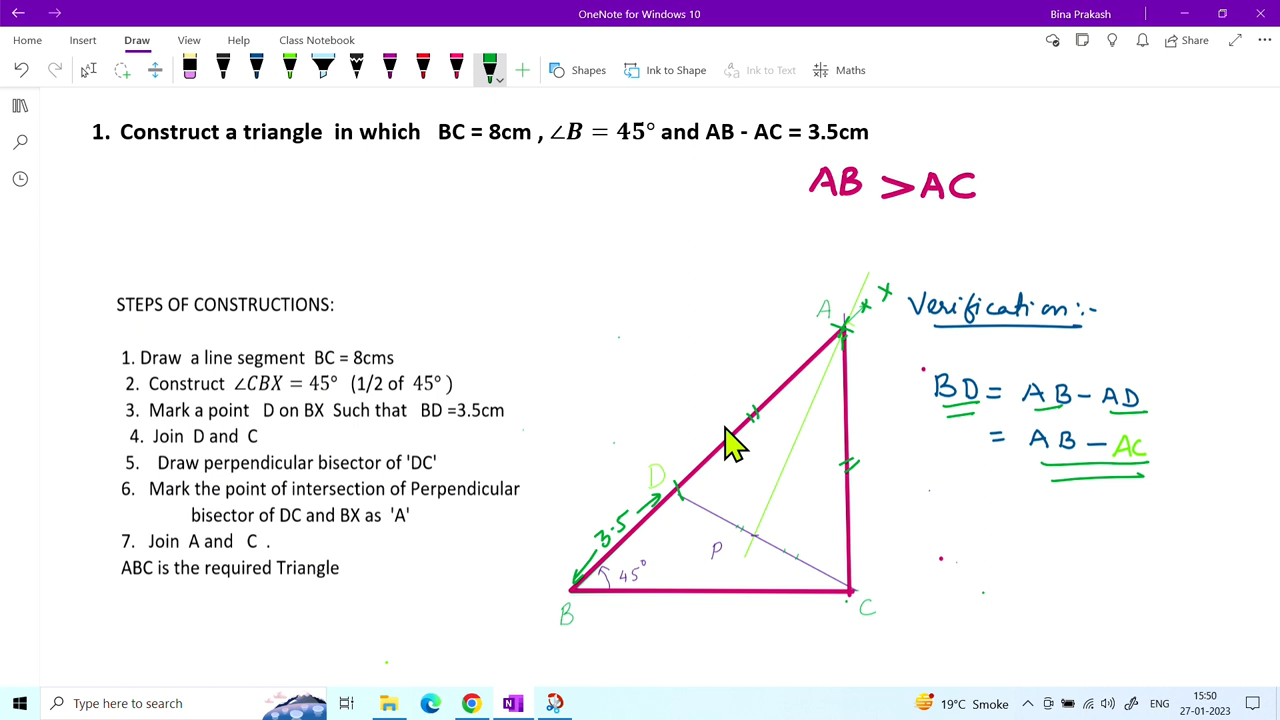 OneNote for Windows 10
Bina Prakash
Home Insert Draw View Help Class Notebook
Share
Shapes Ink to Shape Ink to Text Maths
1. Construct a triangle in which BC = 8cm , ∠B = 45° and AB - AC = 3.5cm
AB > AC
STEPS OF CONSTRUCTIONS:
1. Draw a line segment BC = 8cms
2. Construct ∠CBX = 45° (1/2 of 45° )
3. Mark a point D on BX Such that BD =3.5cm
4. Join D and C
5. Draw perpendicular bisector of 'DC'
6. Mark the point of intersection of Perpendicular
bisector of DC and BX as 'A'
7. Join A and C .
ABC is the required Triangle
A
x
D
3.5
P
45°
B
C
Verification:-
BD = AB - AD
= AB - AC
Type here to search
19°C Smoke
ENG
15:50
27-01-2023